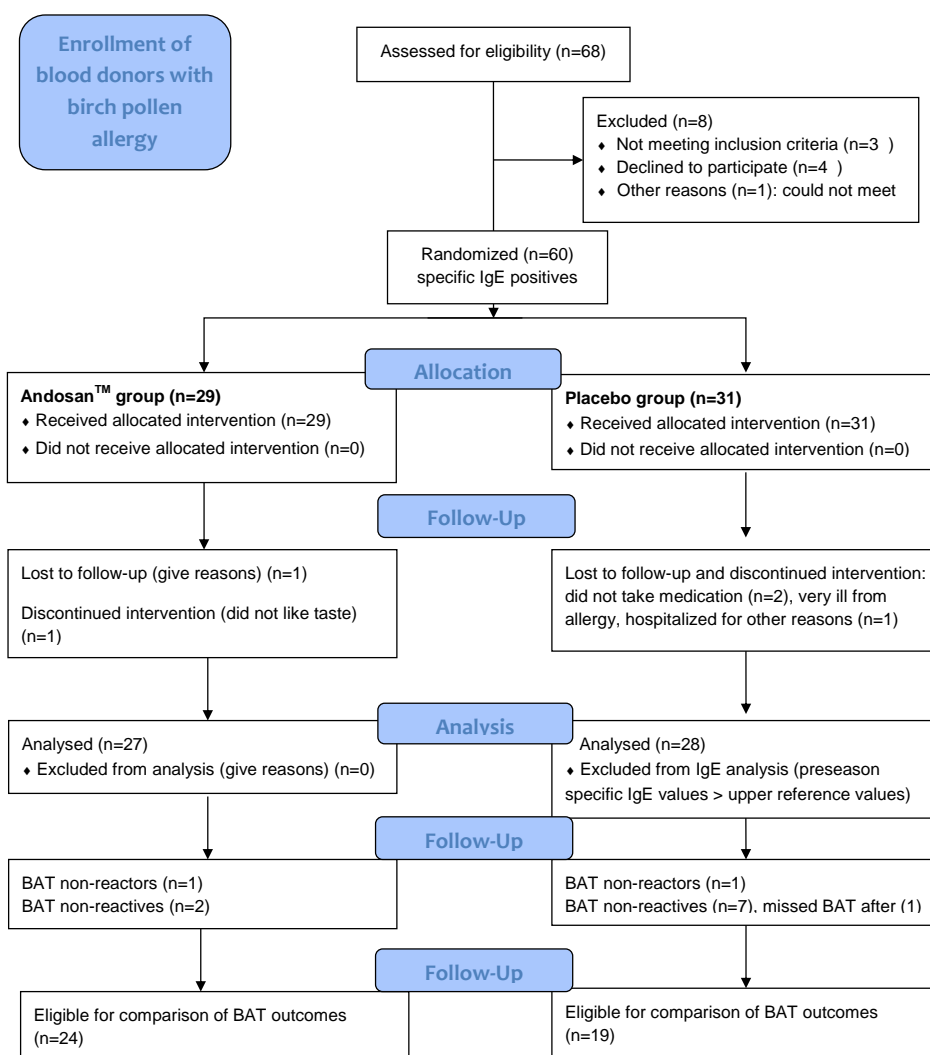 Enrollment of
blood donors with
birch pollen
allergy
Assessed for eligibility (n=68)
Excluded (n=8)
♦ Not meeting inclusion criteria (n=3 )
♦ Declined to participate (n=4 )
♦ Other reasons (n=1): could not meet
Randomized (n=60)
specific IgE positives
Allocation
Andosan™ group (n=29)
♦ Received allocated intervention (n=29)
♦ Did not receive allocated intervention (n=0)
Placebo group (n=31)
♦ Received allocated intervention (n=31)
♦ Did not receive allocated intervention (n=0)
Follow-Up
Lost to follow-up (give reasons) (n=1)
Discontinued intervention (did not like taste)
(n=1)
Lost to follow-up and discontinued intervention:
did not take medication (n=2), very ill from
allergy, hospitalized for other reasons (n=1)
Analysis
Analysed (n=27)
♦ Excluded from analysis (give reasons) (n=0)
Analysed (n=28)
♦ Excluded from IgE analysis (preseason
specific IgE values > upper reference values)
Follow-Up
BAT non-reactors (n=1)
BAT non-reactives (n=2)
BAT non-reactors (n=1)
BAT non-reactives (n=7), missed BAT after (1)
Follow-Up
Eligible for comparison of BAT outcomes
(n=24)
Eligible for comparison of BAT outcomes
(n=19)